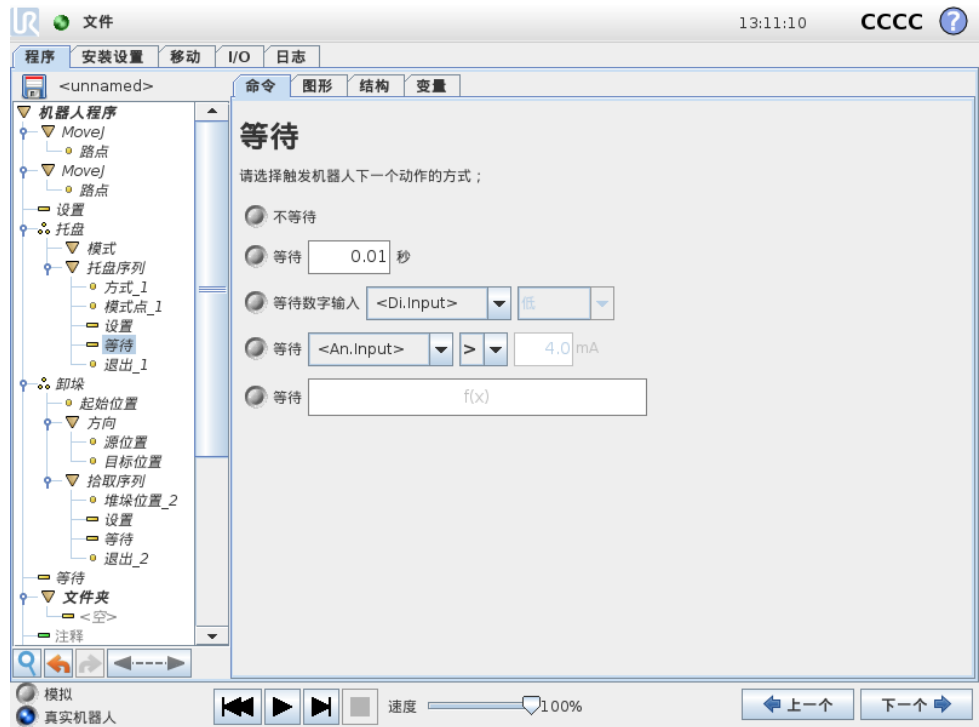 UR 文件 13:11:10 CCCC ?
程序 安装设置 移动 I/O 日志
<unnamed>
命令 图形 结构 变量
机器人程序
MoveJ
路点
MoveJ
路点
设置
托盘
模式
托盘序列
方式_1
模式点_1
设置
等待
退出_1
卸垛
起始位置
方向
源位置
目标位置
拾取序列
堆垛位置_2
设置
等待
退出_2
等待
文件夹
<空>
注释
等待
请选择触发机器人下一个动作的方式；
不等待
等待 0.01 秒
等待数字输入 <Di.Input> 低
等待 <An.Input> > 4.0 mA
等待 f(x)
模拟
真实机器人
速度 100%
上一个 下一个